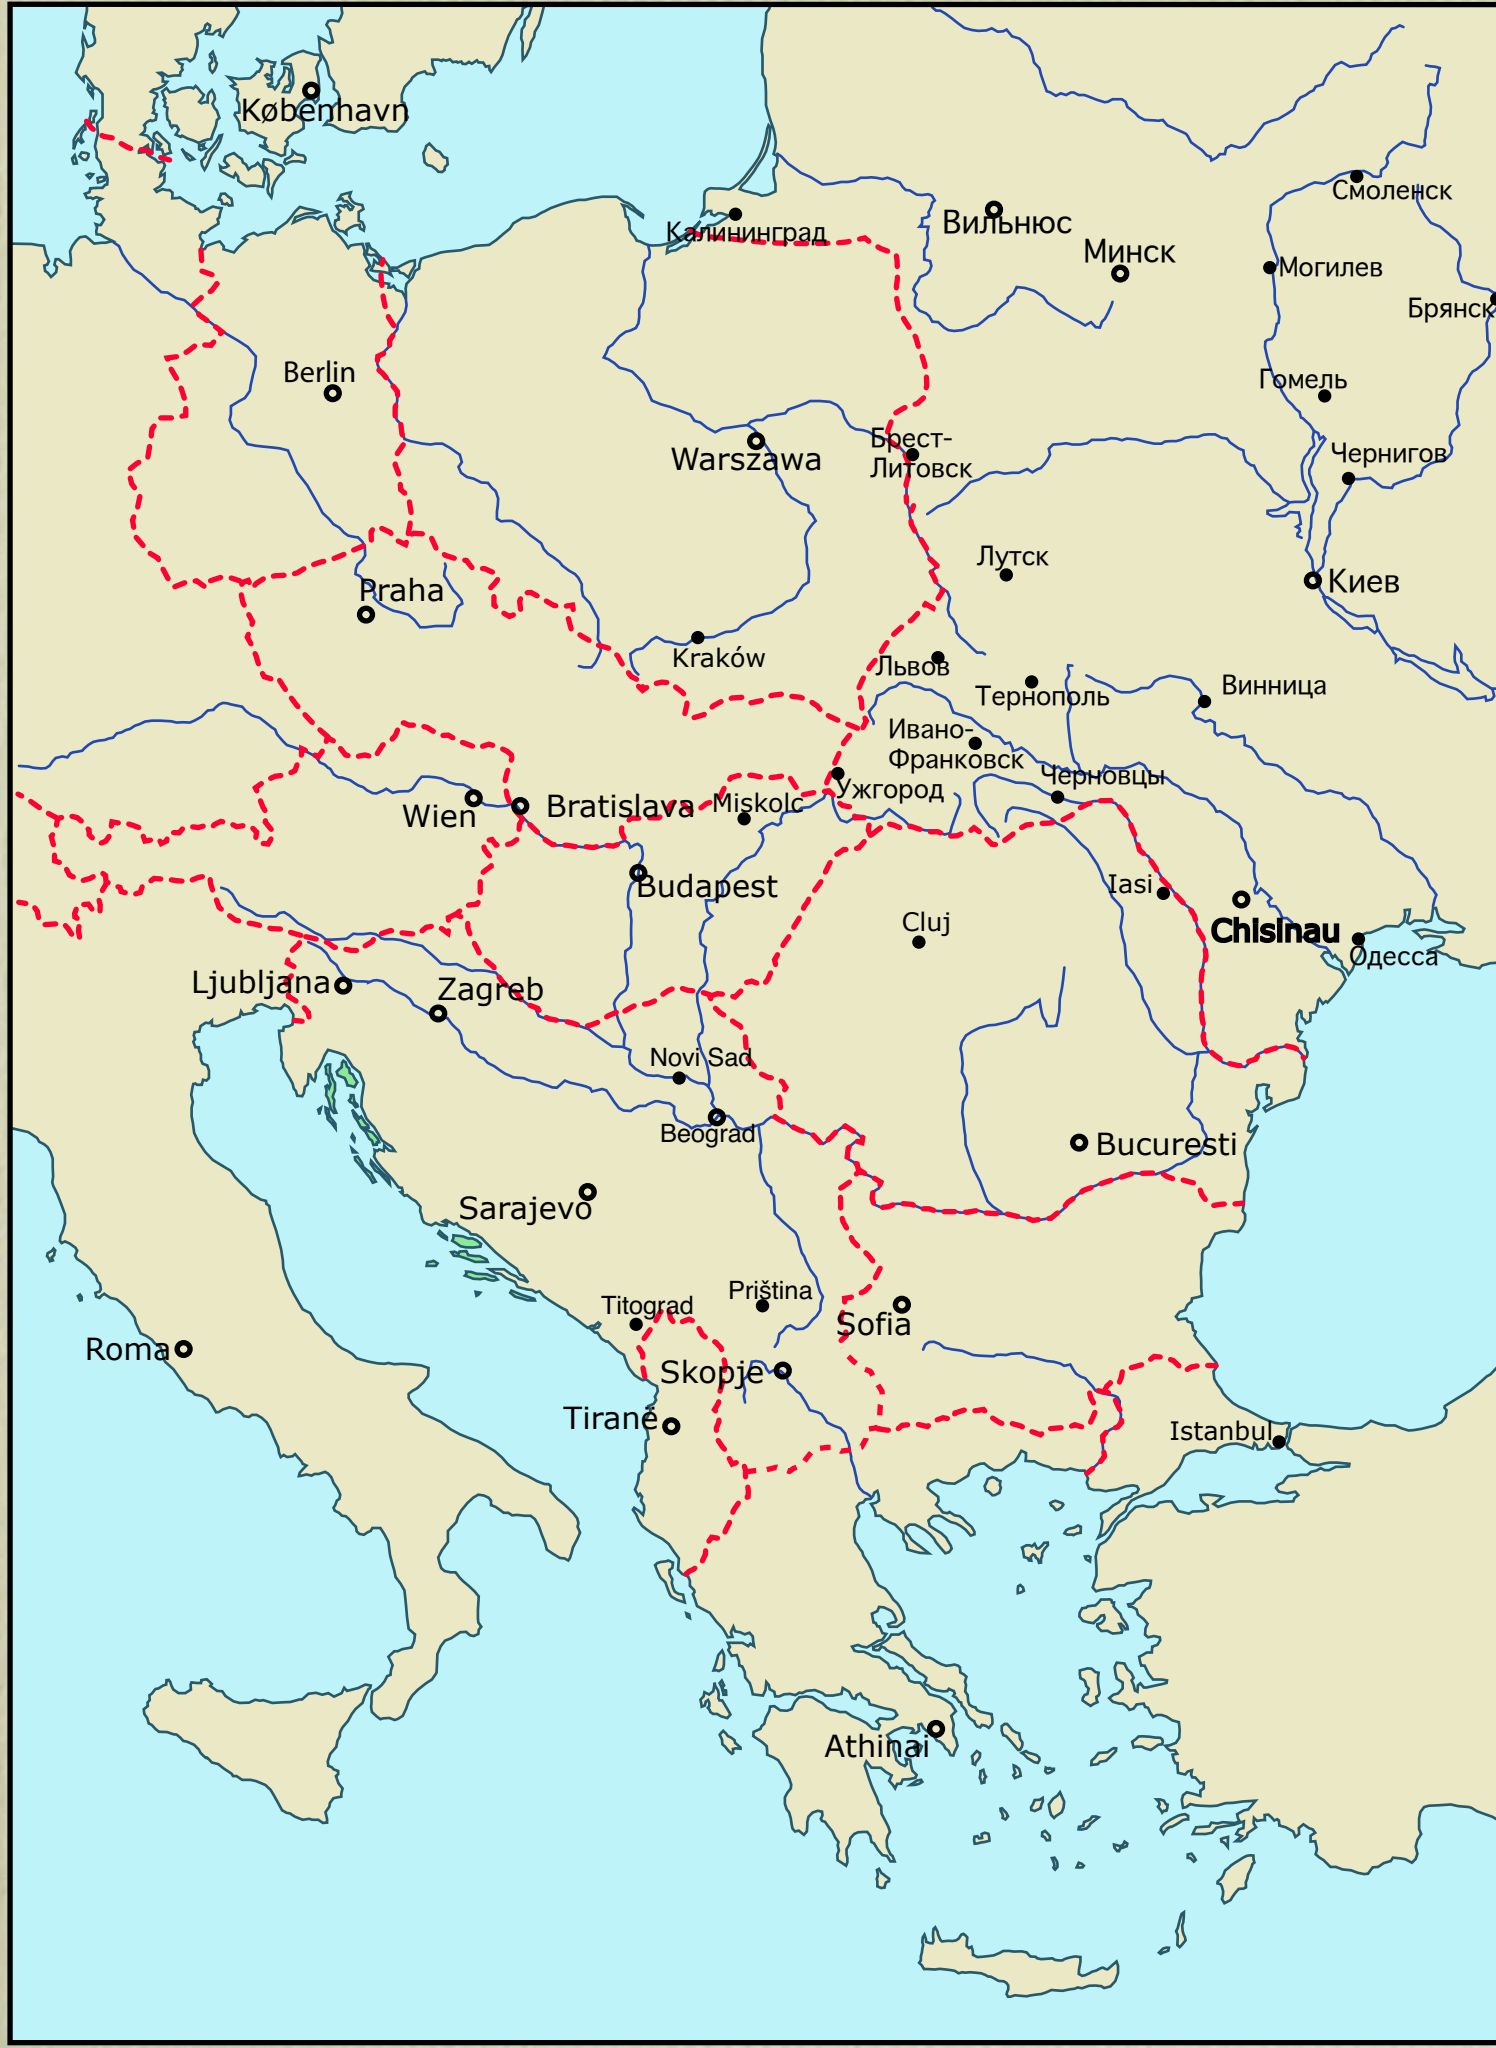 København
Смоленск
Калининград
Вильнюс
Минск
Могилев
Брянск
Berlin
Гомель
Warszawa
Брест-
Литовск
Чернигов
Лутск
Киев
Praha
Kraków
Львов
Тернополь
Винница
Ивано-
Франковск
Черновцы
Ужгород
Wien
Bratislava
Miskolc
Budapest
Iasi
Cluj
Chisinau
Одесса
Ljubljana
Zagreb
Novi Sad
Beograd
Bucuresti
Sarajevo
Priština
Titograd
Sofia
Roma
Skopje
Tiranë
Istanbul
Athinai